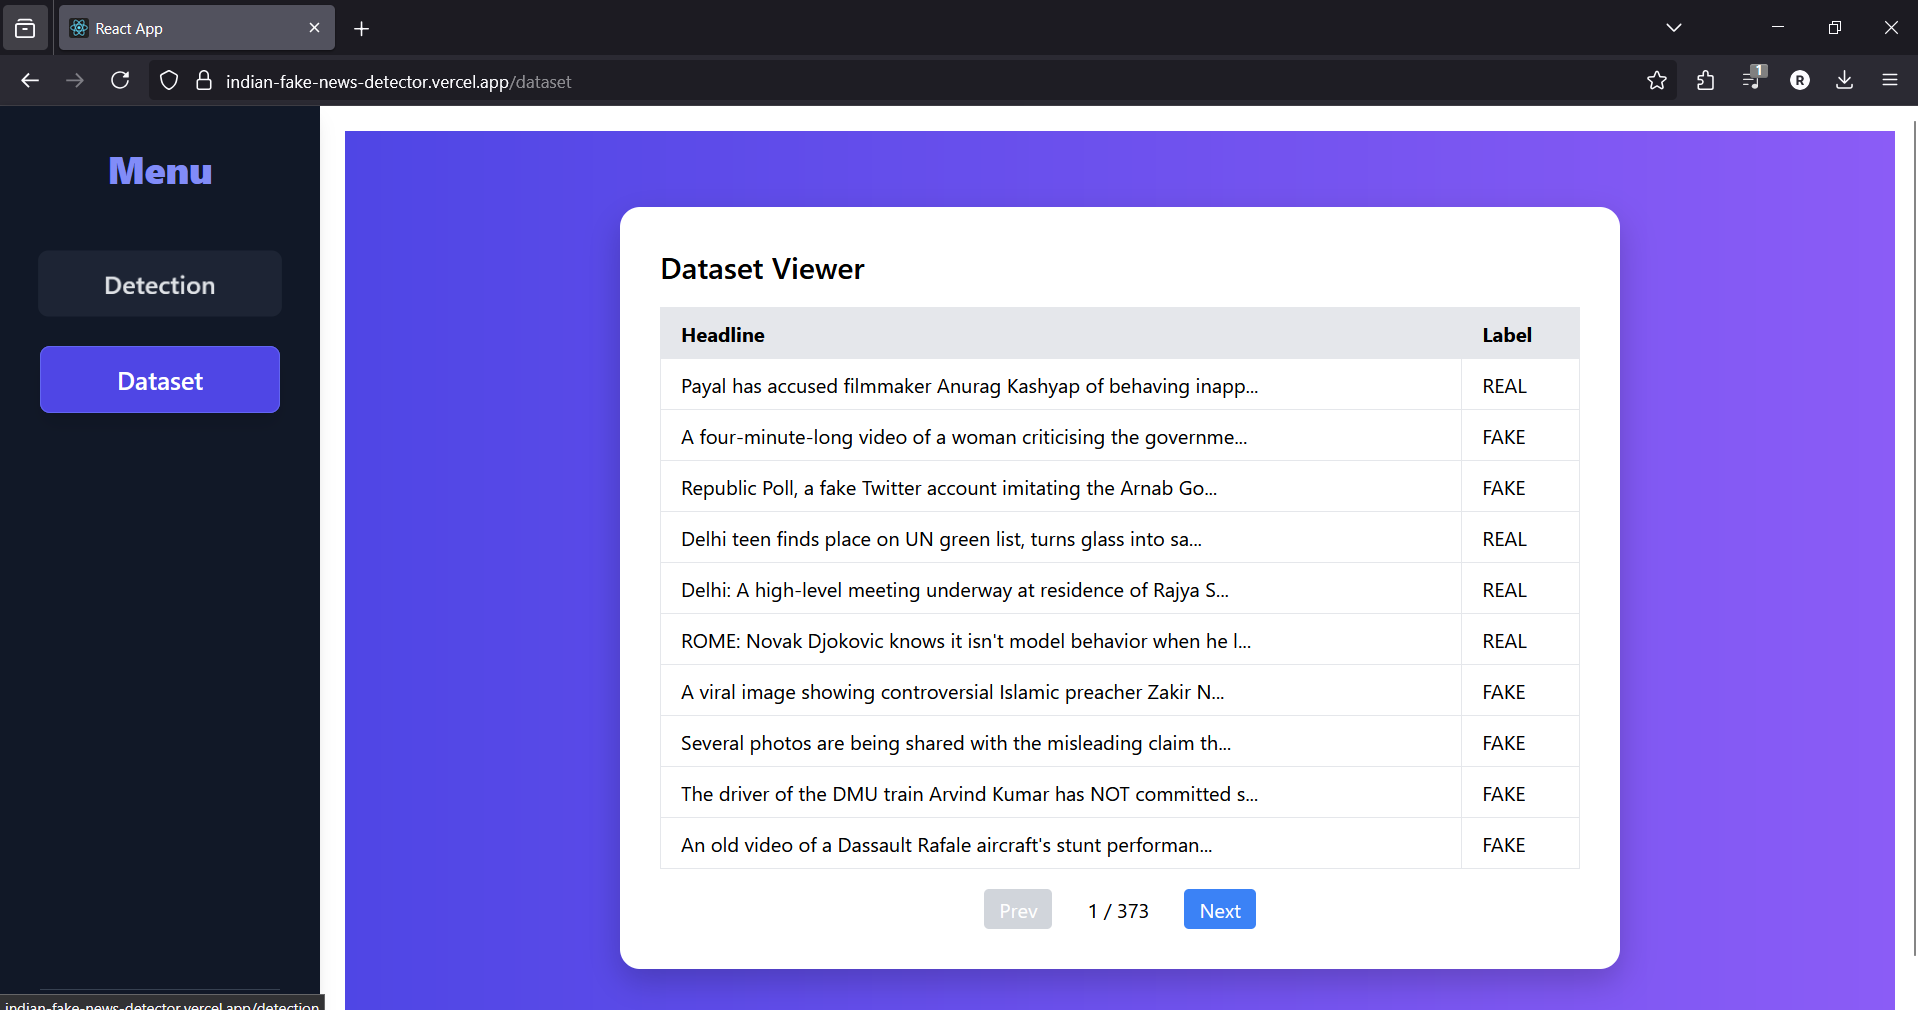 React App
indian-fake-news-detector.vercel.app/dataset
1
R
Menu
Detection
Dataset
Dataset Viewer
Headline Label
Payal has accused filmmaker Anurag Kashyap of behaving inapp... REAL
A four-minute-long video of a woman criticising the governme... FAKE
Republic Poll, a fake Twitter account imitating the Arnab Go... FAKE
Delhi teen finds place on UN green list, turns glass into sa... REAL
Delhi: A high-level meeting underway at residence of Rajya S... REAL
ROME: Novak Djokovic knows it isn't model behavior when he l... REAL
A viral image showing controversial Islamic preacher Zakir N... FAKE
Several photos are being shared with the misleading claim th... FAKE
The driver of the DMU train Arvind Kumar has NOT committed s... FAKE
An old video of a Dassault Rafale aircraft's stunt performan... FAKE
Prev 1 / 373 Next
indian-fake-news-detector.vercel.app/detection